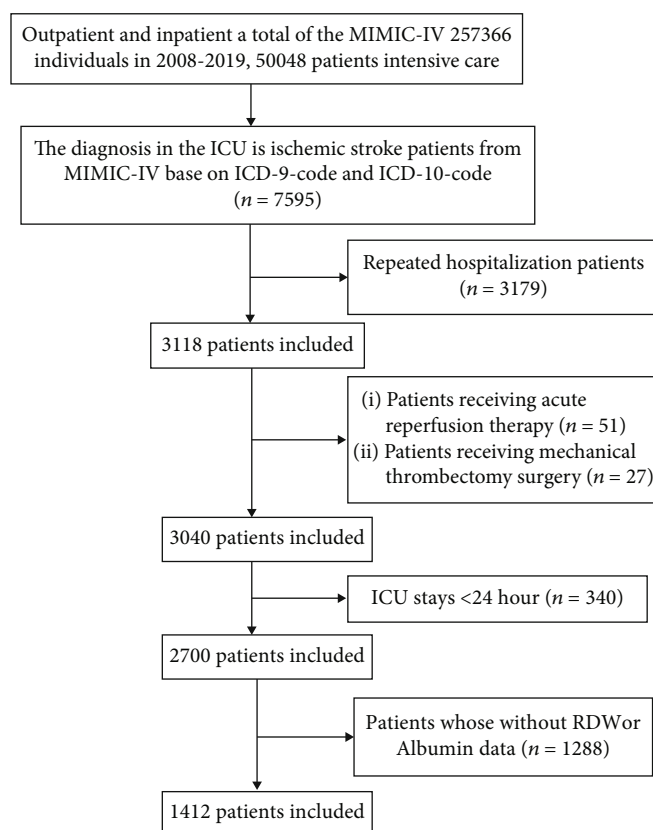 Outpatient and inpatient a total of the MIMIC-IV 257366
individuals in 2008-2019, 50048 patients intensive care
The diagnosis in the ICU is ischemic stroke patients from
MIMIC-IV base on ICD-9-code and ICD-10-code
(n = 7595)
Repeated hospitalization patients
(n = 3179)
3118 patients included
(i) Patients receiving acute
reperfusion therapy (n = 51)
(ii) Patients receiving mechanical
thrombectomy surgery (n = 27)
3040 patients included
ICU stays <24 hour (n = 340)
2700 patients included
Patients whose without RDWor
Albumin data (n = 1288)
1412 patients included